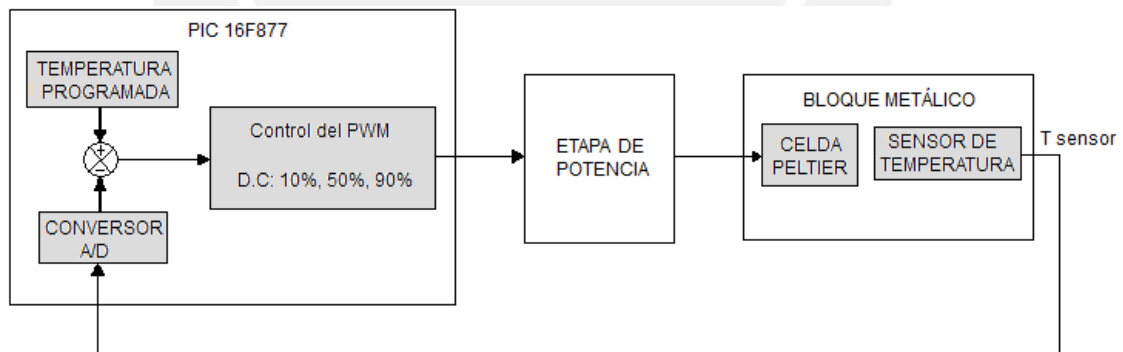 PIC 16F877
TEMPERATURA
PROGRAMADA
+
-
Control del PWM
D.C: 10%, 50%, 90%
CONVERSOR
A/D
ETAPA DE
POTENCIA
BLOQUE METÁLICO
CELDA
PELTIER
SENSOR DE
TEMPERATURA
T sensor